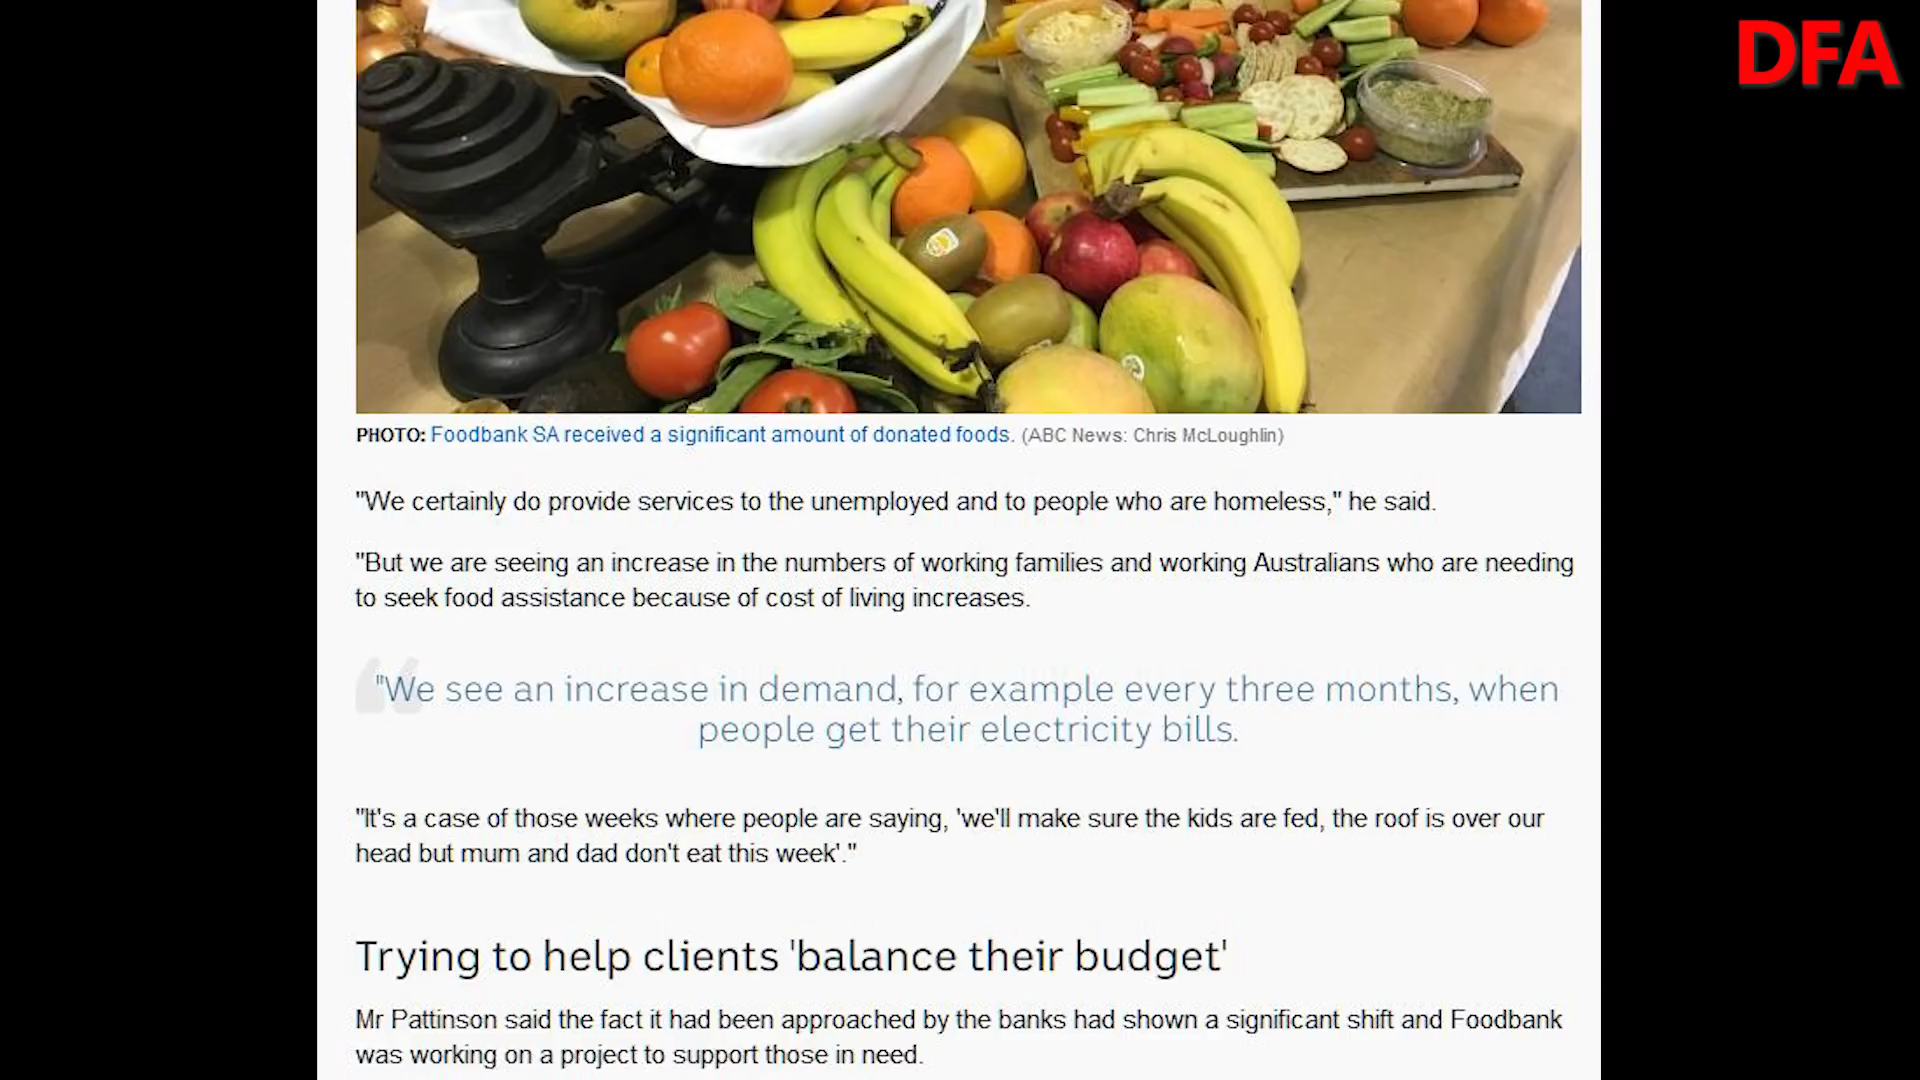 DFA
PHOTO: Foodbank SA received a significant amount of donated foods. (ABC News: Chris McLoughlin)
"We certainly do provide services to the unemployed and to people who are homeless," he said.
"But we are seeing an increase in the numbers of working families and working Australians who are needing
to seek food assistance because of cost of living increases.
"We see an increase in demand, for example every three months, when
people get their electricity bills.
"It's a case of those weeks where people are saying, 'we'll make sure the kids are fed, the roof is over our
head but mum and dad don't eat this week'."
Trying to help clients 'balance their budget'
Mr Pattinson said the fact it had been approached by the banks had shown a significant shift and Foodbank
was working on a project to support those in need.